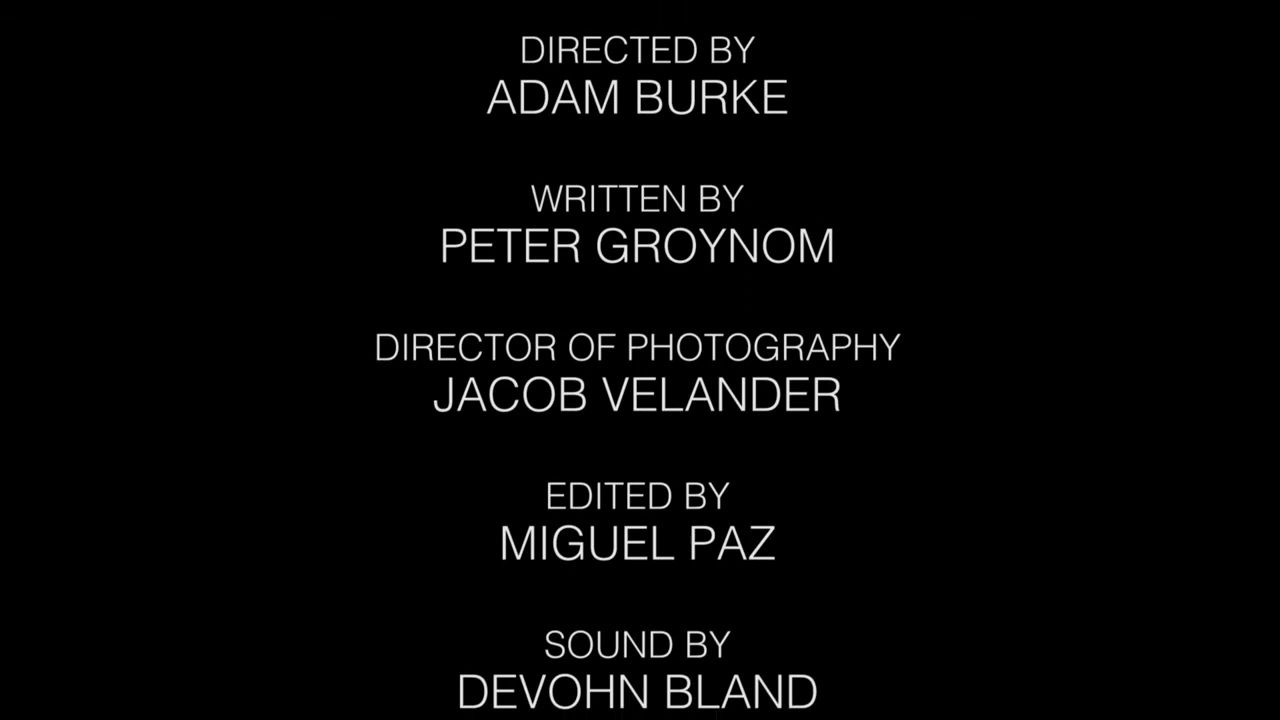 DIRECTED BY
ADAM BURKE
WRITTEN BY
PETER GROYNOM
DIRECTOR OF PHOTOGRAPHY
JACOB VELANDER
EDITED BY
MIGUEL PAZ
SOUND BY
DEVOHN BLAND